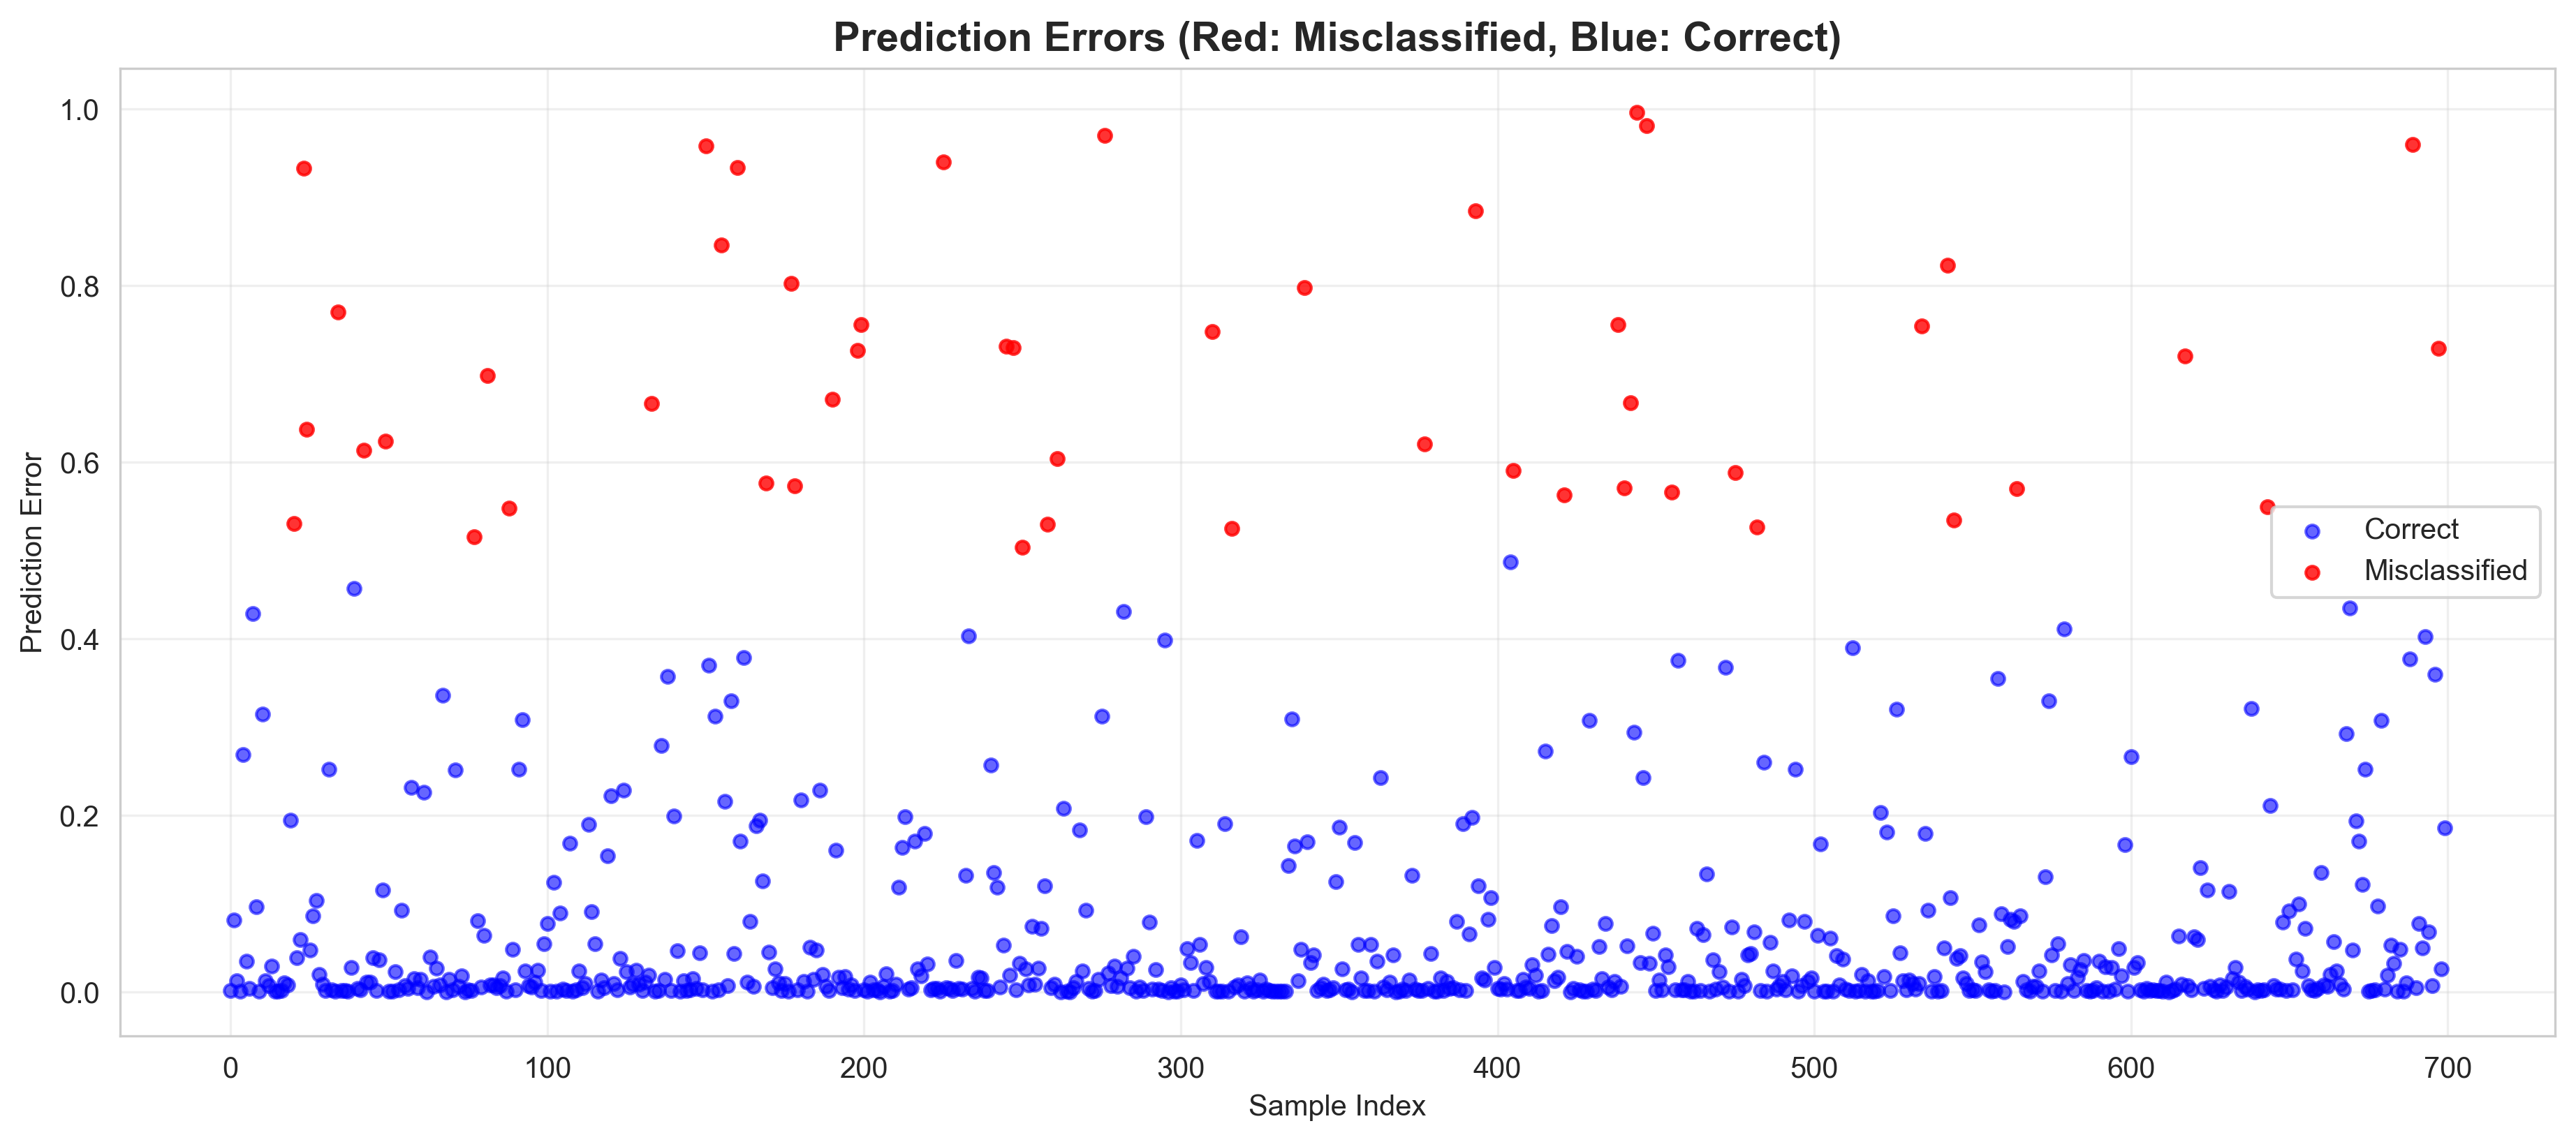 Prediction Errors (Red: Misclassified, Blue: Correct)
1.0
0.8
0.6
0.4
0.2
0.0
Prediction Error
Correct
Misclassified
0 100 200 300 400 500 600 700
Sample Index